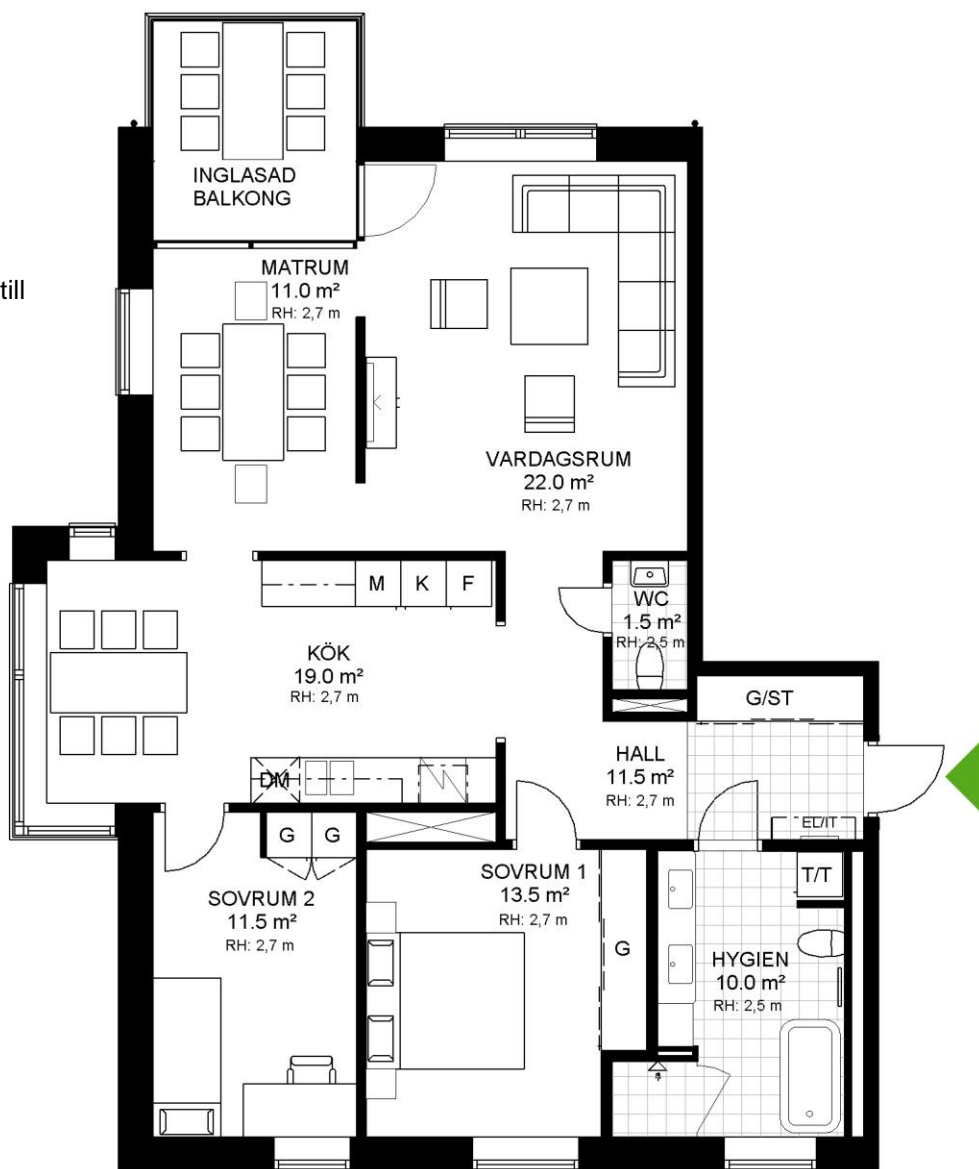 INGLASAD
BALKONG
till
MATRUM
11.0 m²
RH: 2,7 m
VARDAGSRUM
22.0 m²
RH: 2,7 m
M K F
WC
1.5 m²
RH: 2,5 m
KÖK
19.0 m²
RH: 2,7 m
G/ST
HALL
11.5 m²
RH: 2,7 m
DM
EL/IT
G G
T/T
SOVRUM 1
13.5 m²
RH: 2,7 m
SOVRUM 2
11.5 m²
RH: 2,7 m
G
HYGIEN
10.0 m²
RH: 2,5 m